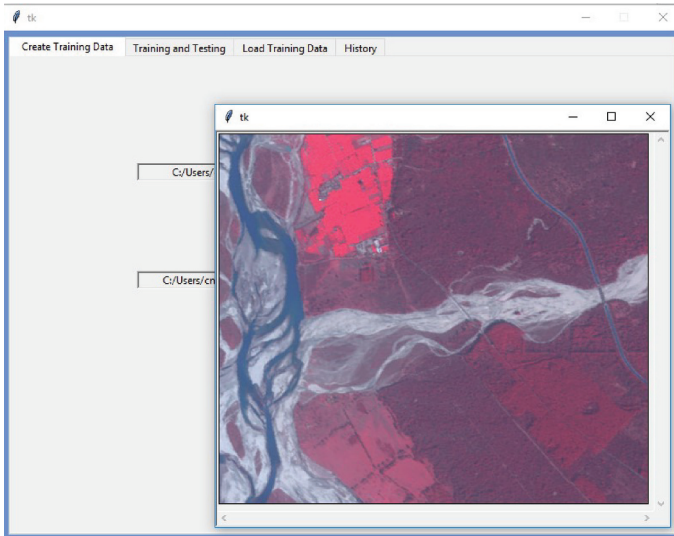 tk
Create Training Data Training and Testing Load Training Data History
tk
C:/Users/
C:/Users/cn